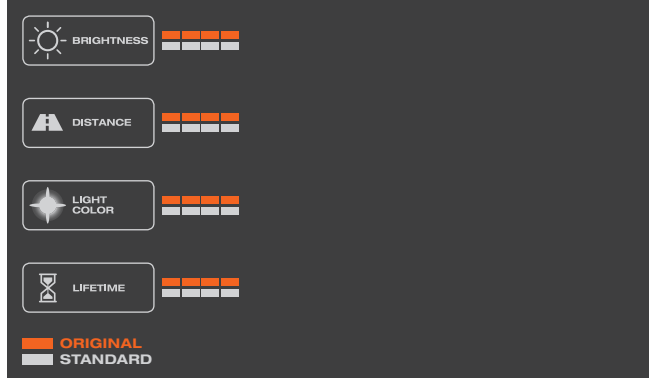 BRIGHTNESS
DISTANCE
LIGHT
COLOR
LIFETIME
ORIGINAL
STANDARD